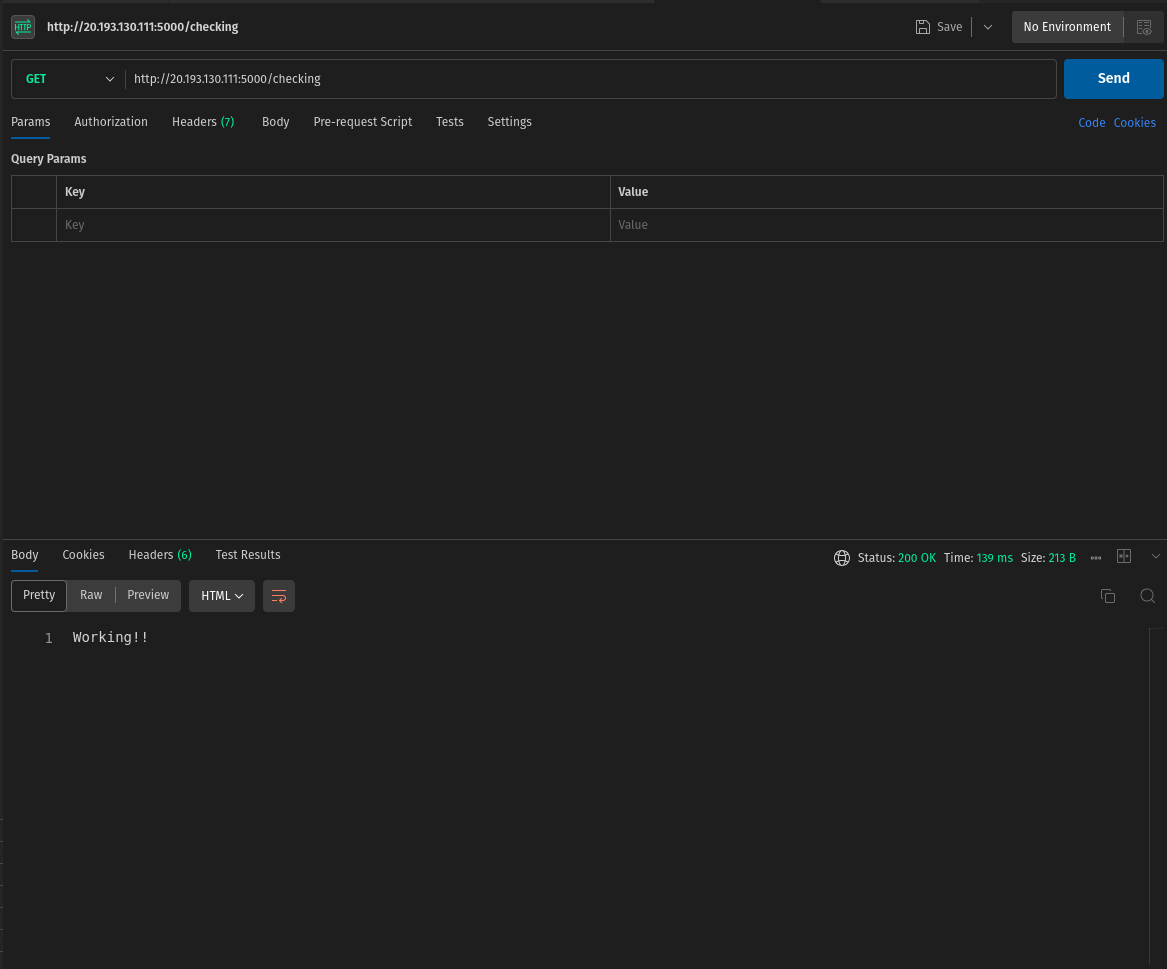 HTTP http://20.193.130.111:5000/checking Save No Environment
GET http://20.193.130.111:5000/checking Send
Params Authorization Headers (7) Body Pre-request Script Tests Settings Code Cookies
Query Params
Key Value
Key Value
Body Cookies Headers (6) Test Results Status: 200 OK Time: 139 ms Size: 213 B
Pretty Raw Preview HTML
1 Working!!